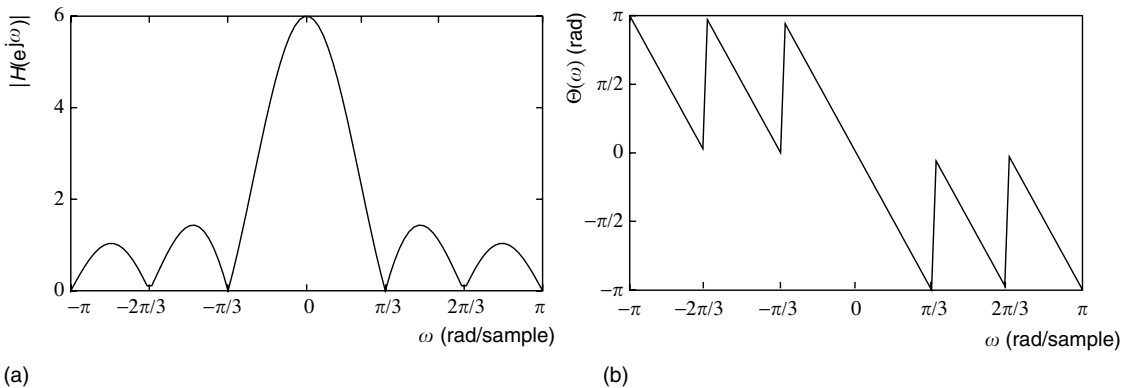 |H(e^jω)|
6
4
2
0
−π
−2π/3
−π/3
0
π/3
2π/3
π
ω (rad/sample)
(a)
Θ(ω) (rad)
π
π/2
0
−π/2
−π
−π
−2π/3
−π/3
0
π/3
2π/3
π
ω (rad/sample)
(b)